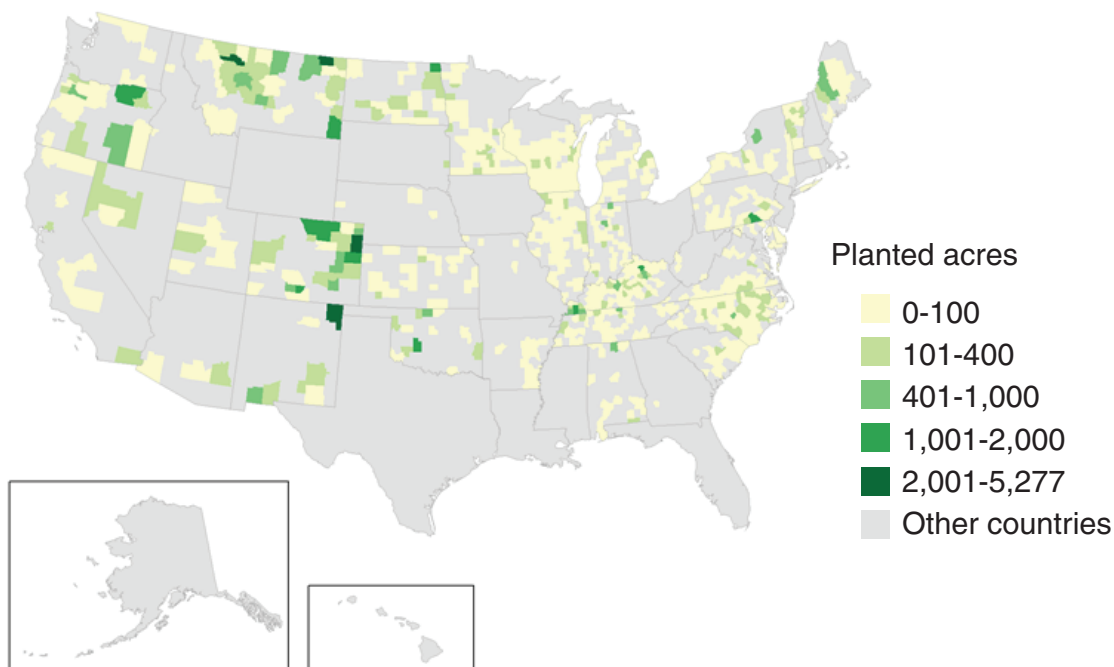 Planted acres
0-100
101-400
401-1,000
1,001-2,000
2,001-5,277
Other countries